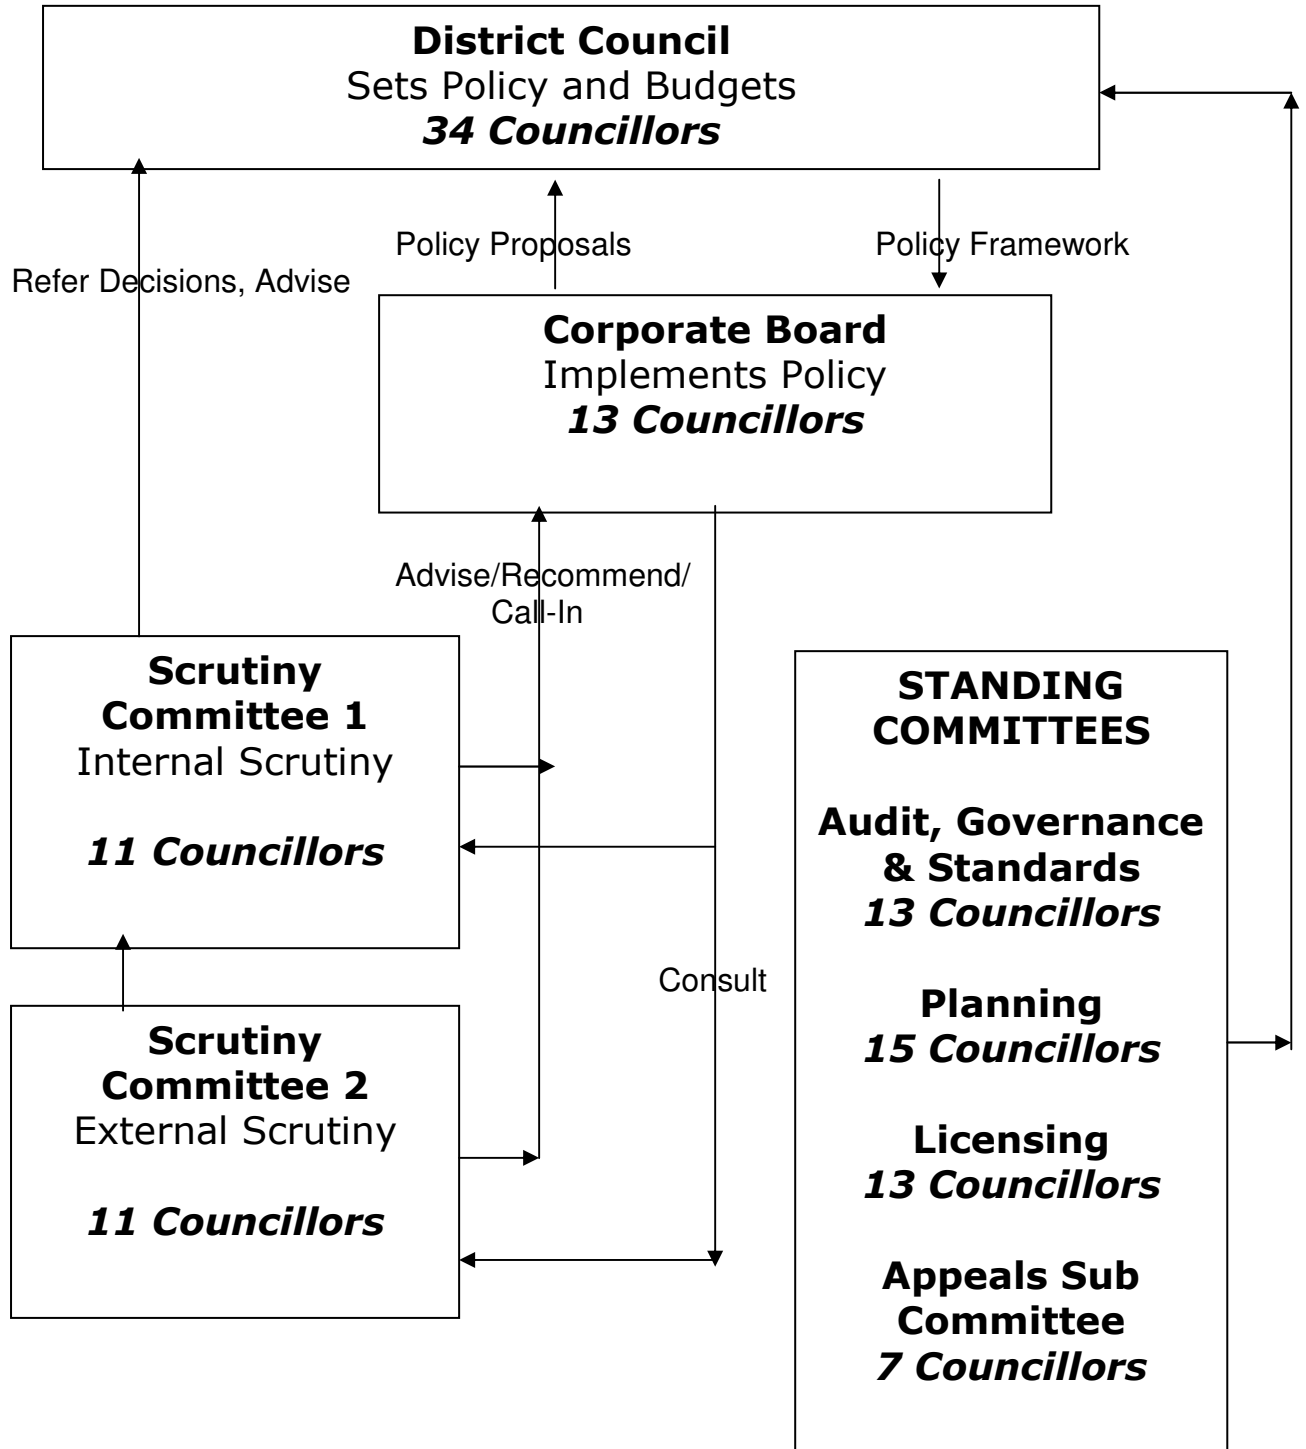 District Council
Sets Policy and Budgets
34 Councillors
Policy Proposals
Policy Framework
Refer Decisions, Advise
Corporate Board
Implements Policy
13 Councillors
Advise/Recommend/
Call-In
Scrutiny
Committee 1
Internal Scrutiny
11 Councillors
Consult
Scrutiny
Committee 2
External Scrutiny
11 Councillors
STANDING
COMMITTEES
Audit, Governance
& Standards
13 Councillors
Planning
15 Councillors
Licensing
13 Councillors
Appeals Sub
Committee
7 Councillors